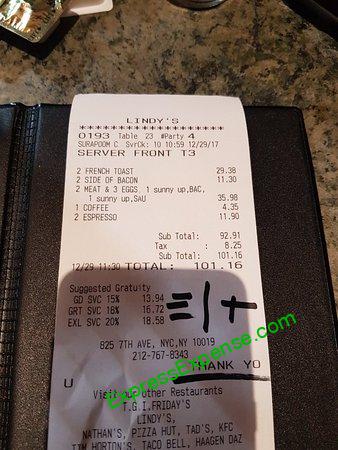 LINDY'S
************************
0193 Table 23 #Party 4
SURAPOOM C SvrCk: 10 10:59 12/29/17
SERVER FRONT T3
2 FRENCH TOAST 29.38
2 SIDE OF BACON 11.30
2 MEAT & 3 EGGS, 1 sunny up,BAC,
1 sunny up,SAU 35.98
1 COFFEE 4.35
2 ESPRESSO 11.90
Sub Total: 92.91
Tax : 8.25
Sub Total: 101.16
12/29 11:30 TOTAL: 101.16
Suggested Gratuity
GD SVC 15% 13.94
GRT SVC 18% 16.72
EXL SVC 20% 18.58
825 7TH AVE, NYC,NY 10019
212-767-8343
THANK YO
U
Visit our other Restaurants
T.G.I.FRIDAY'S
LINDY'S,
NATHAN'S, PIZZA HUT, TAD'S, KFC
TIM HORTON'S, TACO BELL, HAAGEN DAZ
ExpressExpense.com